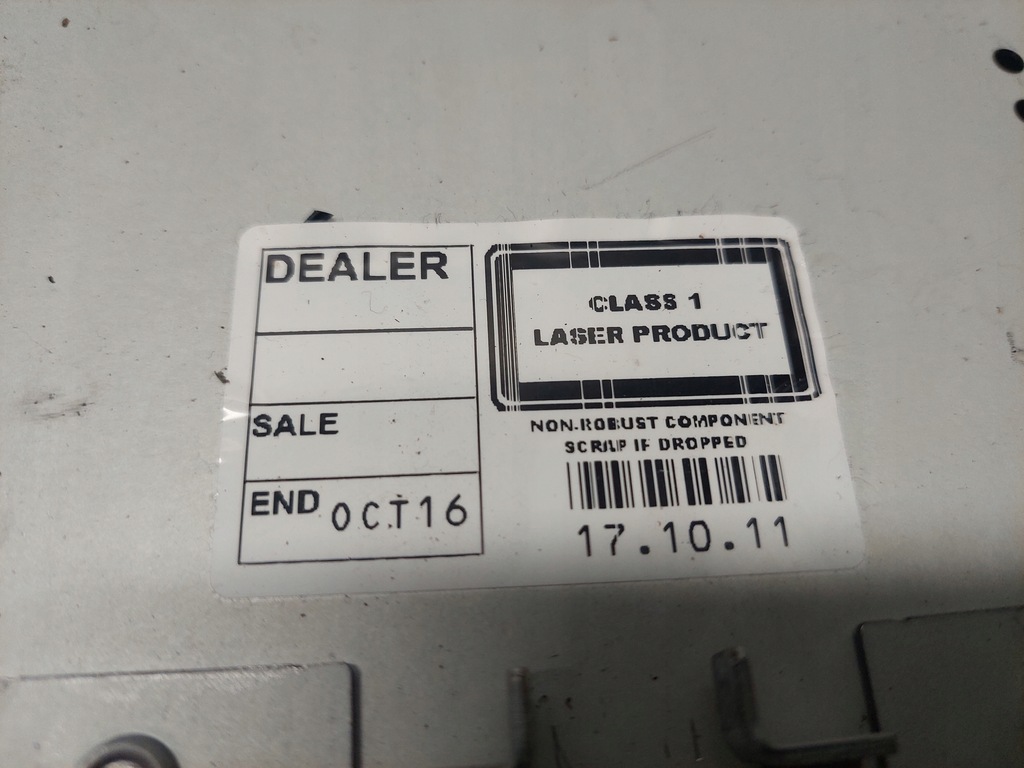 DEALER
SALE
END OCT16
CLASS 1
LASER PRODUCT
NON-ROBUST COMPONENT
SCRAP IF DROPPED
17.10.11